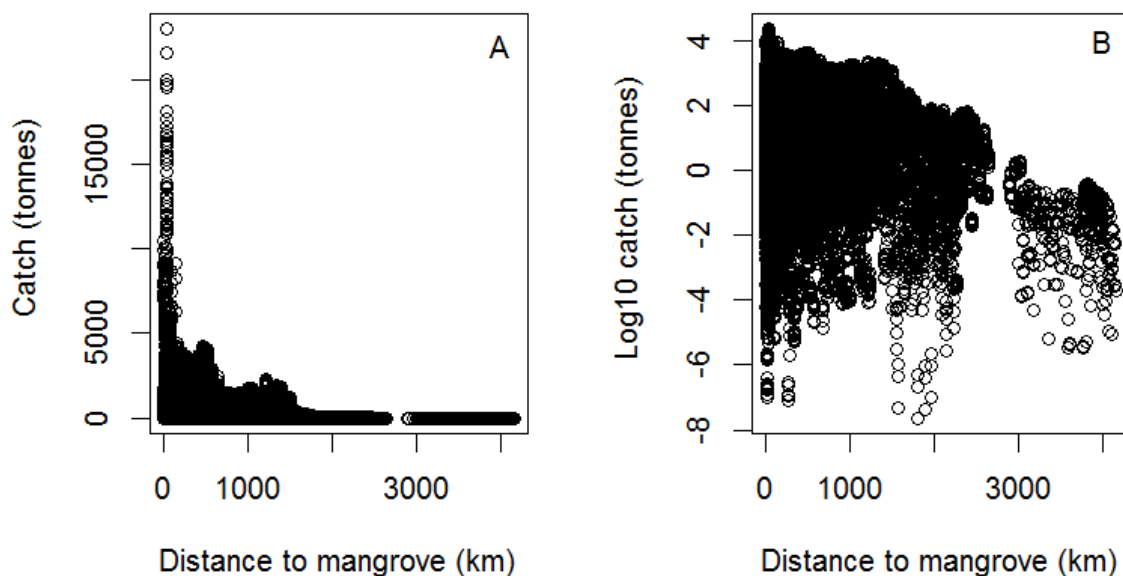 A
Catch (tonnes)
15000
5000
0
0
1000
3000
Distance to mangrove (km)
B
Log10 catch (tonnes)
4
2
0
-2
-4
-6
-8
0
1000
3000
Distance to mangrove (km)